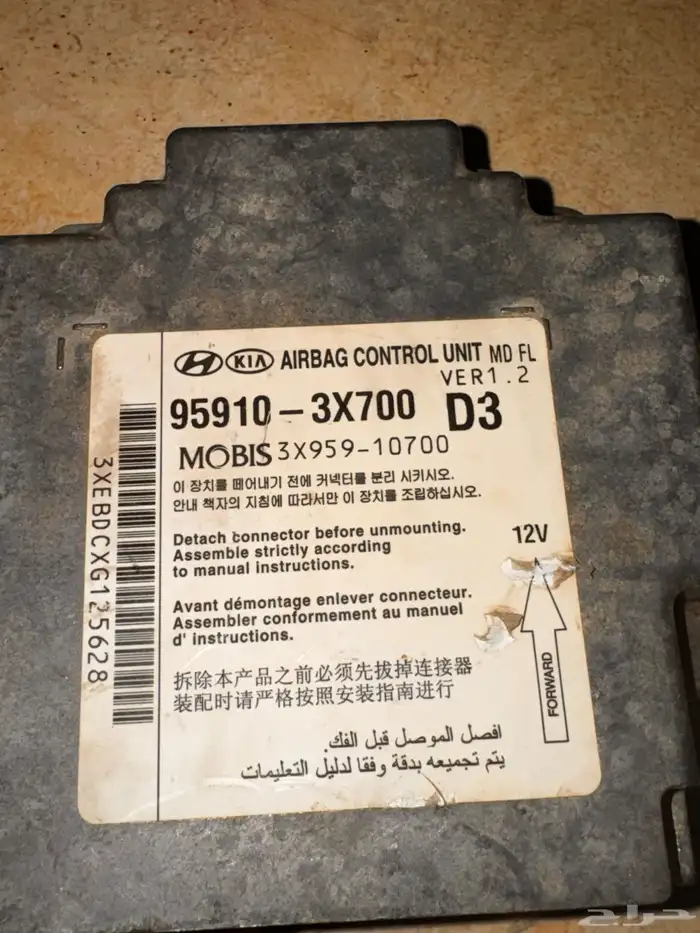 KIA AIRBAG CONTROL UNIT MD FL
VER1.2
95910-3X700 D3
MOBIS 3X959-10700
이 장치를 떼어내기 전에 커넥터를 분리 시키시오.
안내 책자의 지침에 따라서만 이 장치를 조립하십시오.
Detach connector before unmounting.
Assemble strictly according
to manual instructions.
12V
Avant démontage enlever connecteur.
Assembler conformement au manuel
d' instructions.
FORWARD
拆除本产品之前必须先拔掉连接器
装配时请严格按照安装指南进行
افصل الموصل قبل الفك.
يتم تجميعه بدقة وفقا لدليل التعليمات
3XEBDCXG125628
حراج